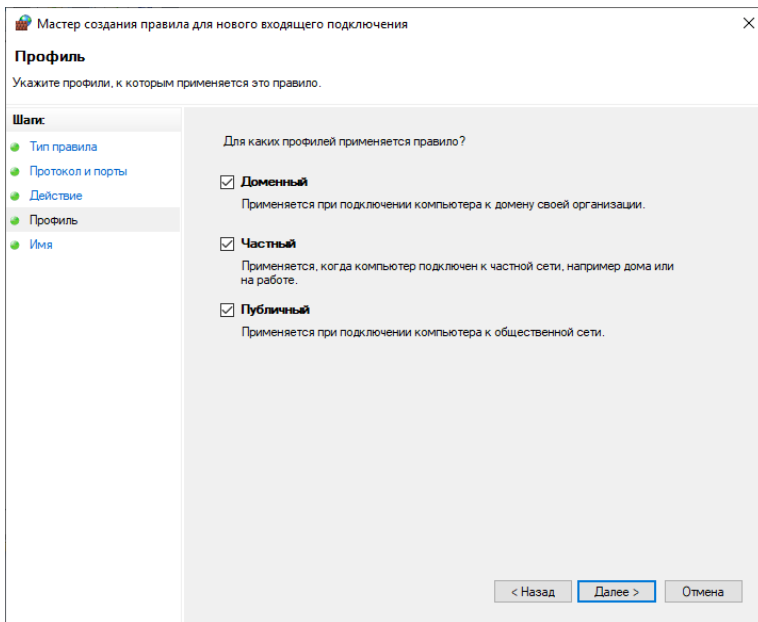 Мастер создания правила для нового входящего подключения
Профиль
Укажите профили, к которым применяется это правило.
Шаги:
Тип правила
Протокол и порты
Действие
Профиль
Имя
Для каких профилей применяется правило?
Доменный
Применяется при подключении компьютера к домену своей организации.
Частный
Применяется, когда компьютер подключен к частной сети, например дома или
на работе.
Публичный
Применяется при подключении компьютера к общественной сети.
< Назад
Далее >
Отмена